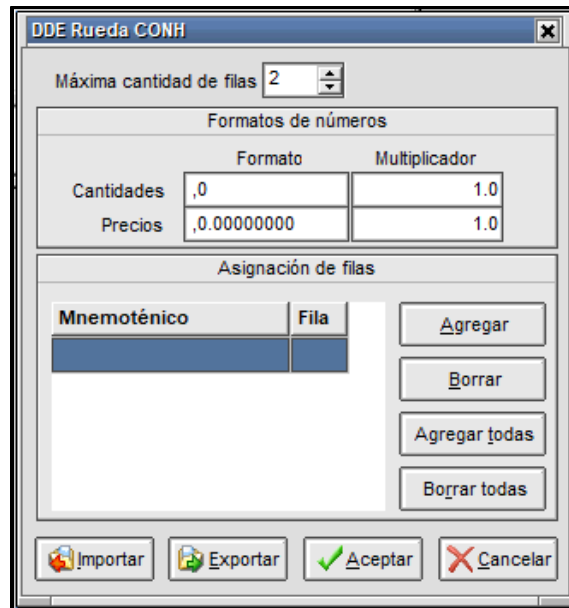 DDE Rueda CONH
Máxima cantidad de filas 2
Formatos de números
Formato Multiplicador
Cantidades ,0 1.0
Precios ,0.00000000 1.0
Asignación de filas
Mnemoténico Fila
Agregar
Borrar
Agregar todas
Borrar todas
Importar Exportar Aceptar Cancelar